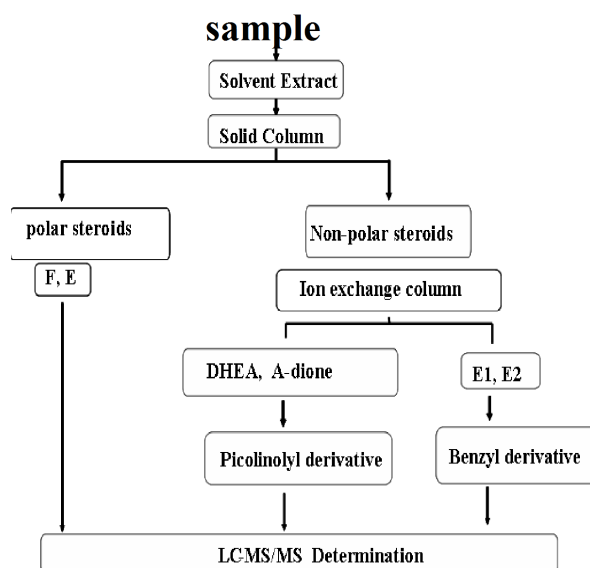 sample
Solvent Extract
Solid Column
polar steroids
Non-polar steroids
F, E
Ion exchange column
DHEA, A-dione
E1, E2
Picolinolyl derivative
Benzyl derivative
LC-MS/MS Determination